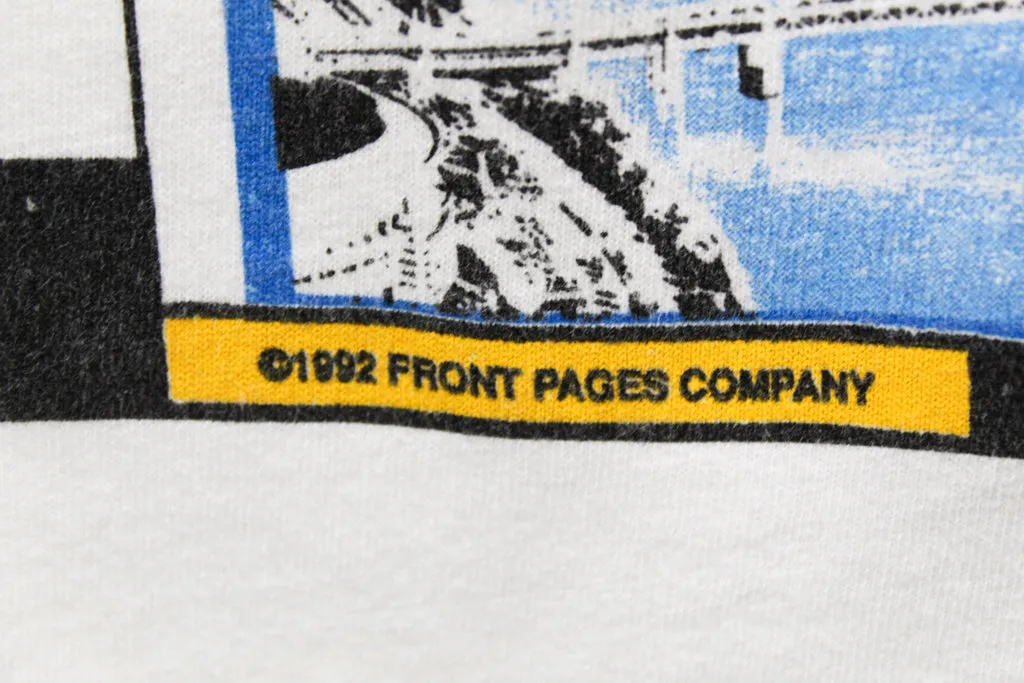 ©1992 FRONT PAGES COMPANY